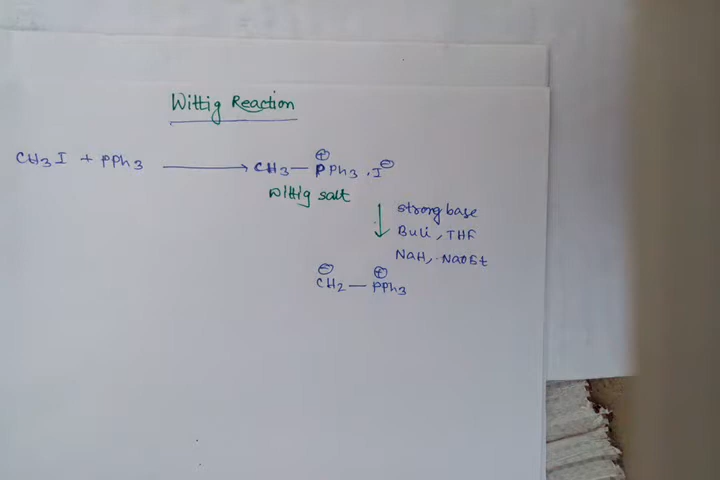 Wittig Reaction
CH3I + PPh3 ⟶ CH3 — P⊕Ph3 . I⊖
Wittig salt
strong base
Buli, THF
NaH, NaOEt
⊖CH2 — P⊕Ph3